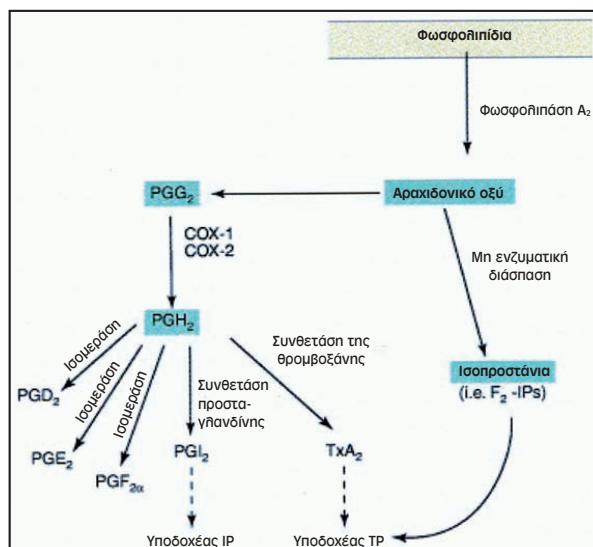 Φωσφολιπίδια
Φωσφολιπάση A₂
PGG₂
Αραχιδονικό οξύ
COX-1
COX-2
Μη ενζυματική
διάσπαση
PGH₂
Ισομεράση
Ισομεράση
Ισομεράση
Συνθετάση
προστα-
γλανδίνης
Συνθετάση της
θρομβοξάνης
Ισοπροστάνια
(i.e. F₂ -IPs)
PGD₂
PGE₂
PGF₂α
PGI₂
TxA₂
Υποδοχέας IP
Υποδοχέας TP